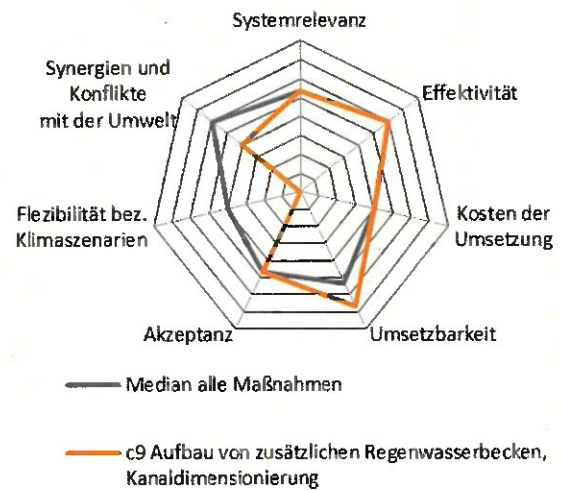 Systemrelevanz
Synergien und
Konflikte
mit der Umwelt
Effektivität
Flezibilität bez.
Klimaszenarien
Kosten der
Umsetzung
Akzeptanz
Umsetzbarkeit
Median alle Maßnahmen
c9 Aufbau von zusätzlichen Regenwasserbecken,
Kanaldimensionierung